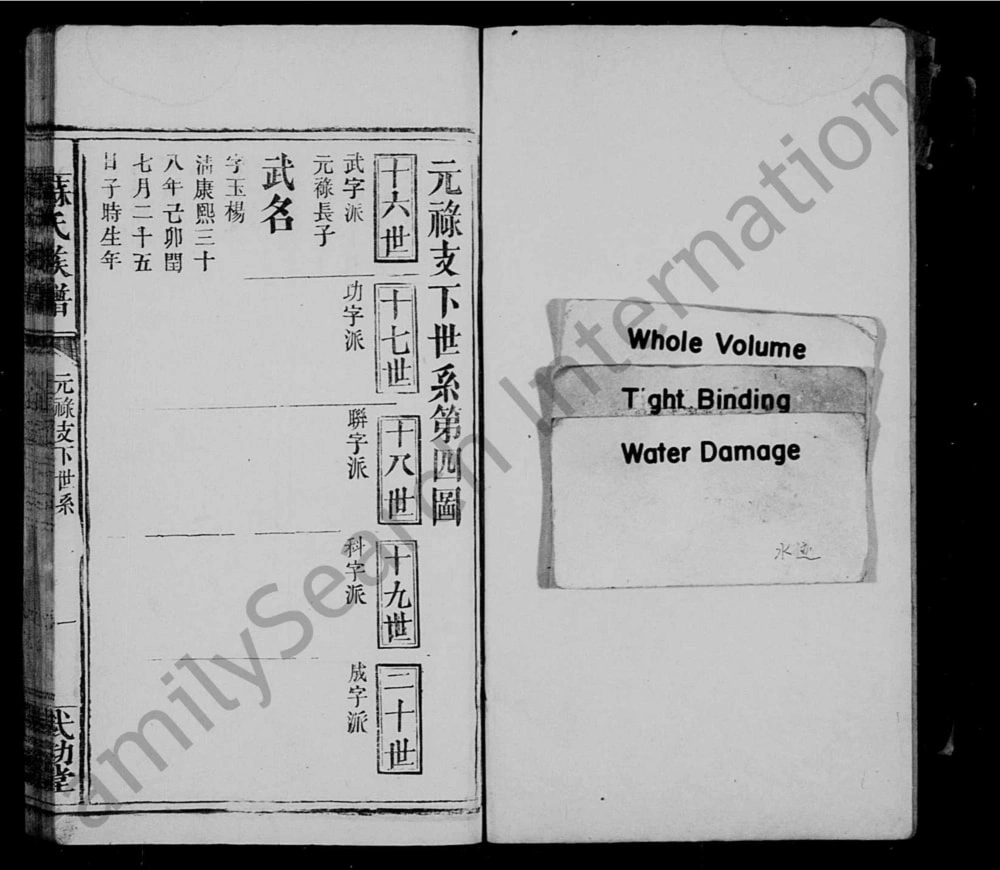 Whole Volume
Tight Binding
Water Damage
水迹
元祿支下世系第四圖
十六世
十七世
十八世
十九世
二十世
武字派
功字派
聯字派
科字派
成字派
元祿長子
武名
字玉楊
淸康熙三十
八年己卯閏
七月二十五
日子時生年
蘇氏族譜
元祿支下世系
一
武功堂
FamilySearch International